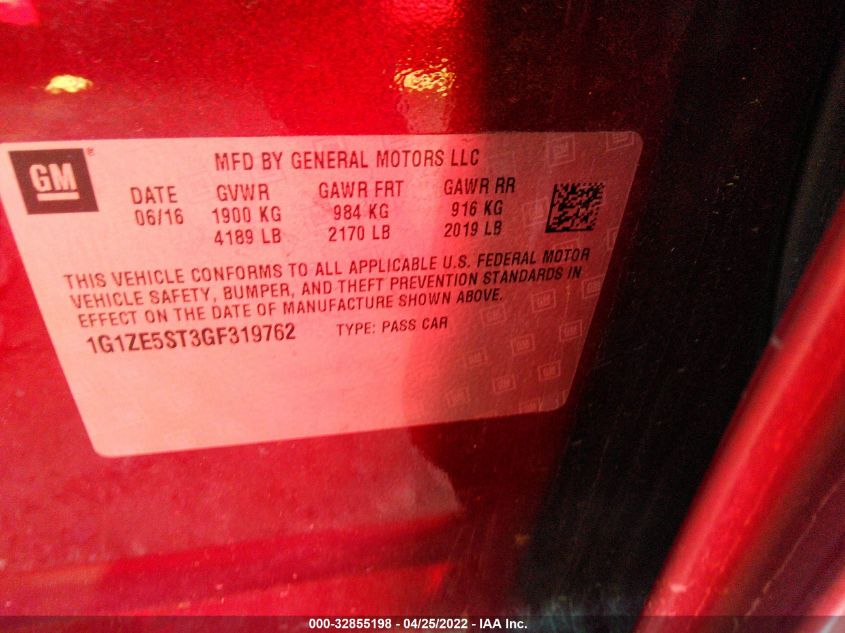 GM ®
MFD BY GENERAL MOTORS LLC
DATE GVWR GAWR FRT GAWR RR
06/16 1900 KG 984 KG 916 KG
4189 LB 2170 LB 2019 LB
THIS VEHICLE CONFORMS TO ALL APPLICABLE U.S. FEDERAL MOTOR
VEHICLE SAFETY, BUMPER, AND THEFT PREVENTION STANDARDS IN
EFFECT ON THE DATE OF MANUFACTURE SHOWN ABOVE.
1G1ZE5ST3GF319762 TYPE: PASS CAR
000-32855198 - 04/25/2022 - IAA Inc.